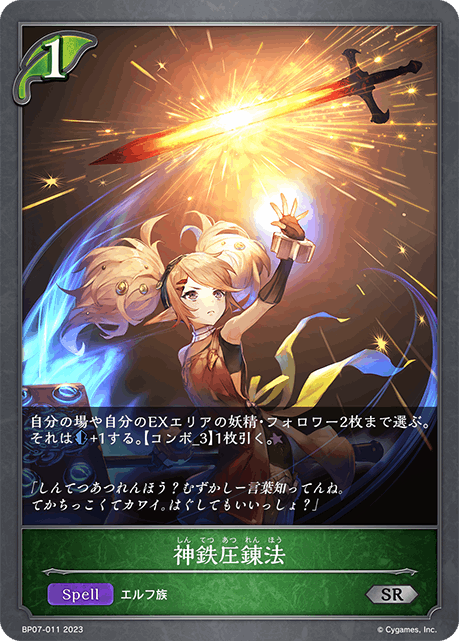 1
自分の場や自分のEXエリアの妖精・フォロワー2枚まで選ぶ。
それは+1する。【コンボ_3】1枚引く。
「しんてつあつれんほう?むずかしー言葉知ってんね。
てかちっこくてカワイ。はぐしてもいいっしょ?」
しん てつ あつ れん ほう
神鉄圧錬法
Spell エルフ族 SR
BP07-011 2023 © Cygames, Inc.